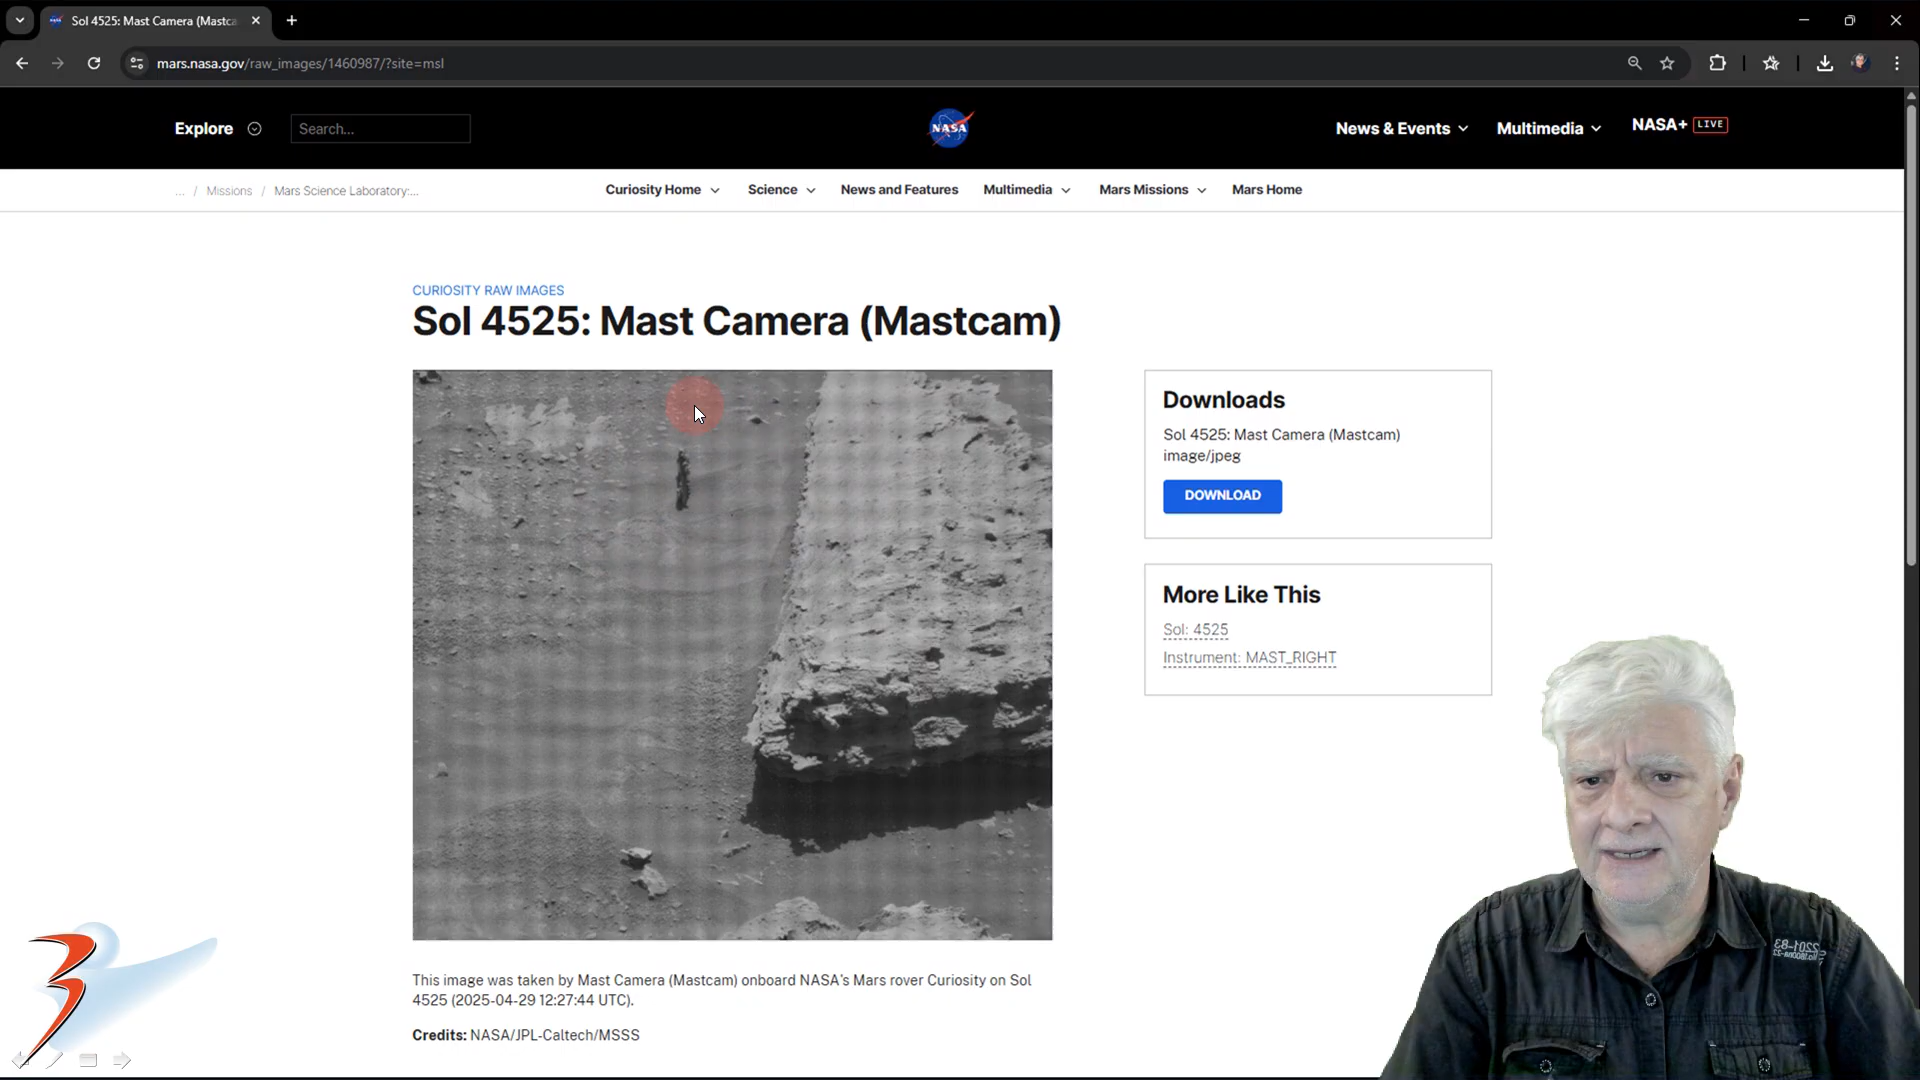 Sol 4525: Mast Camera (Mastca
mars.nasa.gov/raw_images/1460987/?site=msl
Explore
Search...
NASA
News & Events
Multimedia
NASA+ LIVE
... / Missions / Mars Science Laboratory:...
Curiosity Home
Science
News and Features
Multimedia
Mars Missions
Mars Home
CURIOSITY RAW IMAGES
Sol 4525: Mast Camera (Mastcam)
Downloads
Sol 4525: Mast Camera (Mastcam)
image/jpeg
DOWNLOAD
More Like This
Sol: 4525
Instrument: MAST_RIGHT
This image was taken by Mast Camera (Mastcam) onboard NASA's Mars rover Curiosity on Sol
4525 (2025-04-29 12:27:44 UTC).
Credits: NASA/JPL-Caltech/MSSS